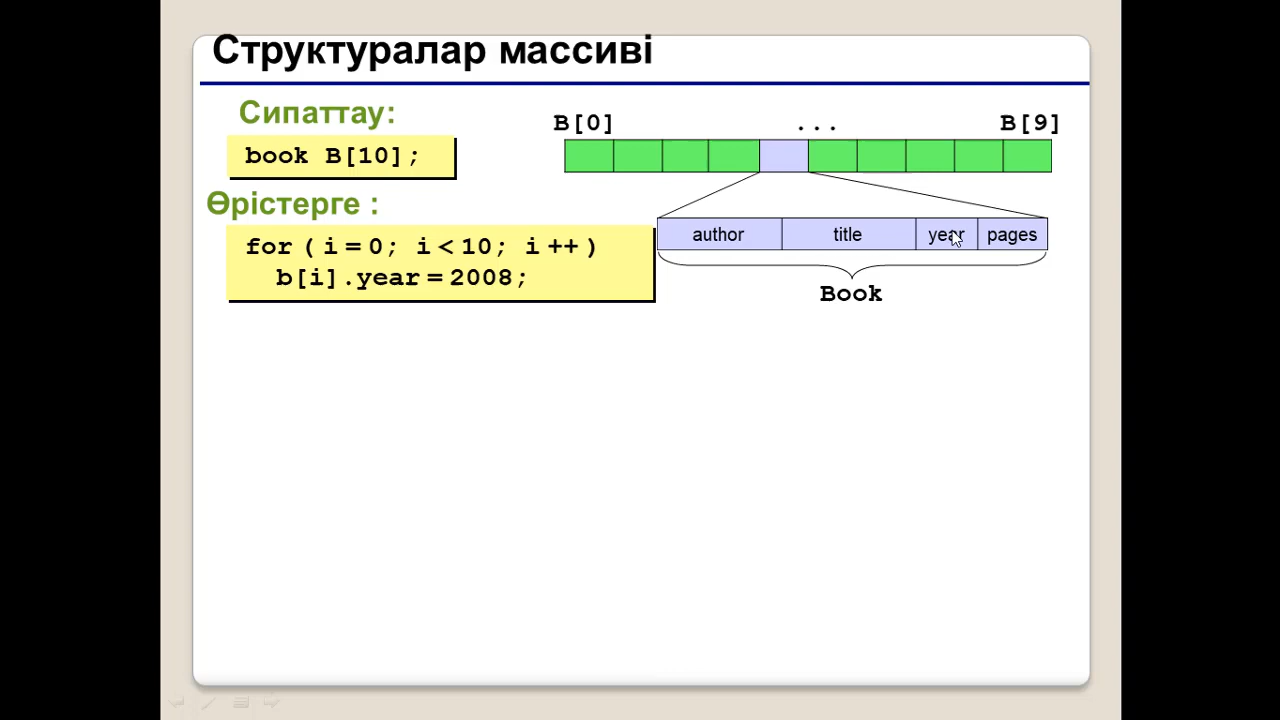 Структуралар массиві
Сипаттау:
book B[10];
Өрістерге :
for ( i = 0; i < 10; i ++ )
b[i].year = 2008;
B[0] ... B[9]
author title year pages
Book